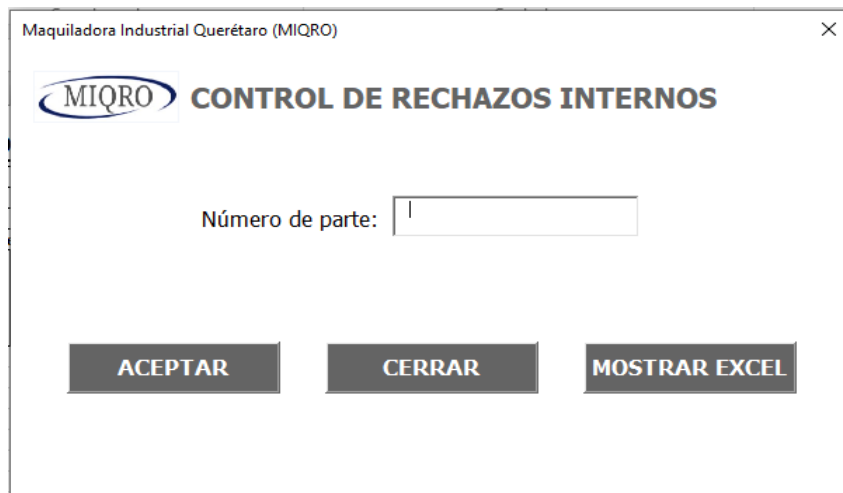 Maquiladora Industrial Querétaro (MIQRO)
MIQRO CONTROL DE RECHAZOS INTERNOS
Número de parte:
ACEPTAR CERRAR MOSTRAR EXCEL